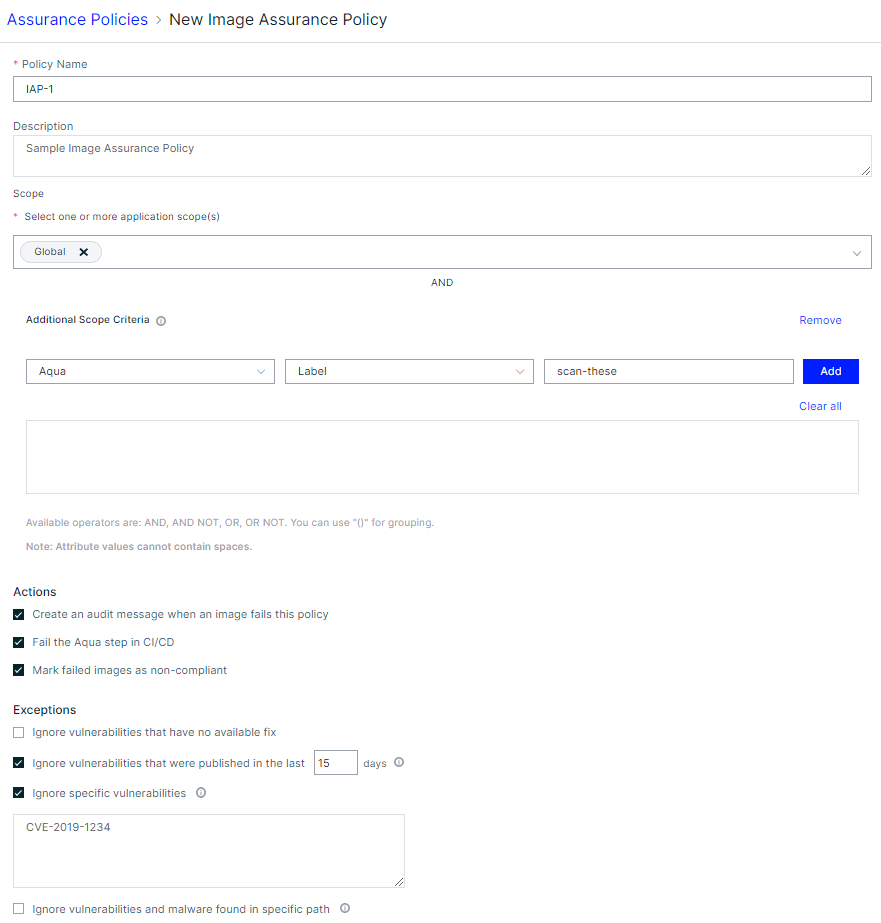 Assurance Policies > New Image Assurance Policy
* Policy Name
IAP-1
Description
Sample Image Assurance Policy
Scope
* Select one or more application scope(s)
Global ✕
AND
Additional Scope Criteria
Remove
Aqua Label scan-these Add
Clear all
Available operators are: AND, AND NOT, OR, OR NOT. You can use "()" for grouping.
Note: Attribute values cannot contain spaces.
Actions
Create an audit message when an image fails this policy
Fail the Aqua step in CI/CD
Mark failed images as non-compliant
Exceptions
Ignore vulnerabilities that have no available fix
Ignore vulnerabilities that were published in the last 15 days
Ignore specific vulnerabilities
CVE-2019-1234
Ignore vulnerabilities and malware found in specific path